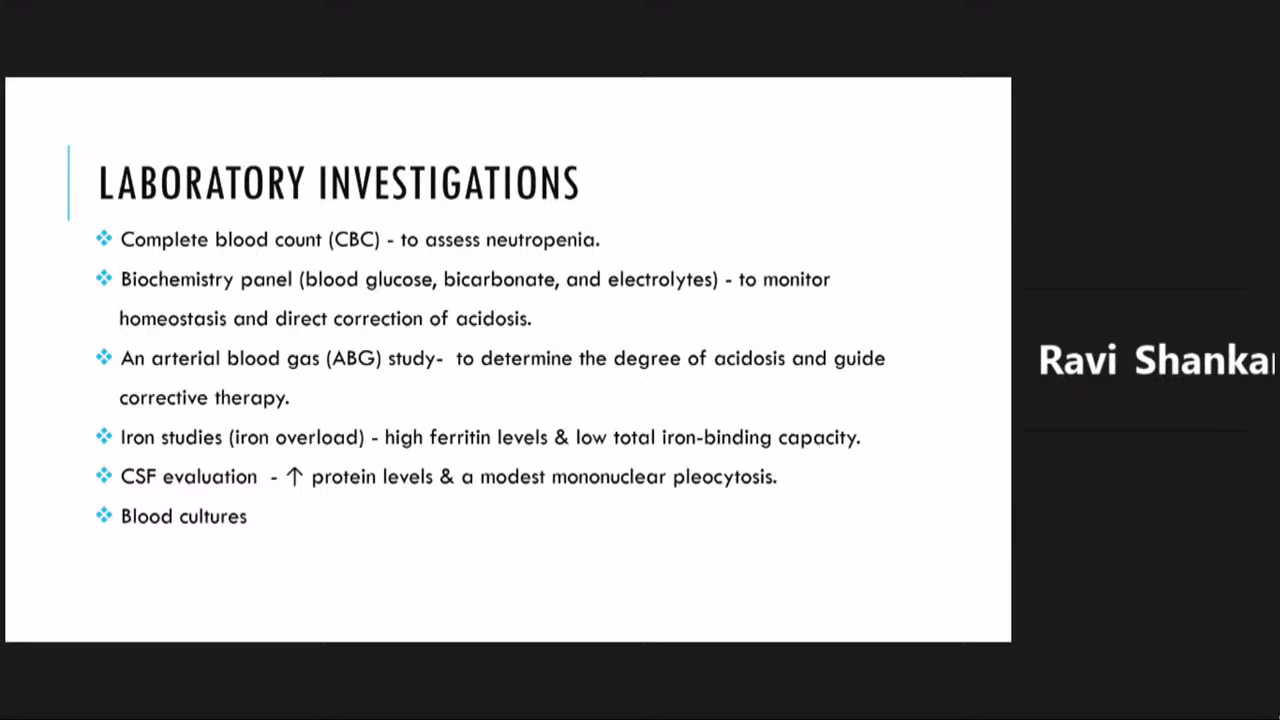 LABORATORY INVESTIGATIONS
❖ Complete blood count (CBC) - to assess neutropenia.
❖ Biochemistry panel (blood glucose, bicarbonate, and electrolytes) - to monitor
homeostasis and direct correction of acidosis.
❖ An arterial blood gas (ABG) study-  to determine the degree of acidosis and guide
corrective therapy.
❖ Iron studies (iron overload) - high ferritin levels & low total iron-binding capacity.
❖ CSF evaluation  - ↑ protein levels & a modest mononuclear pleocytosis.
❖ Blood cultures
Ravi Shankar